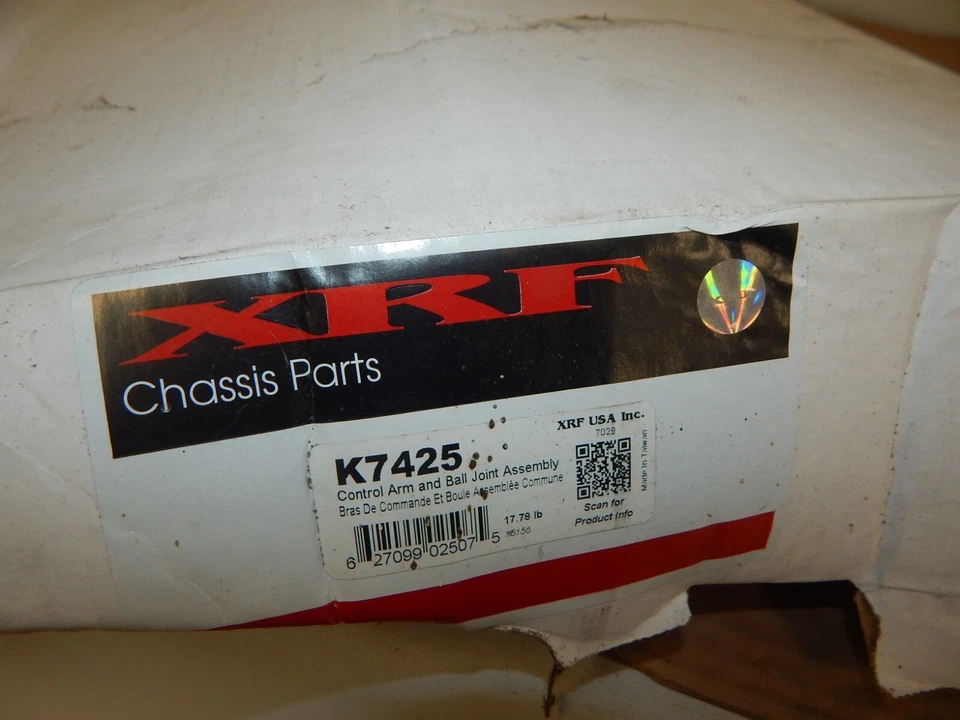 XRF
Chassis Parts
K7425
Control Arm and Ball Joint Assembly
Bras De Commande Et Boule Assemblée Commune
6 27099 02507 5
17.78 lb
XRF USA Inc.
7029
Made In Taiwan
Scan for
Product Info